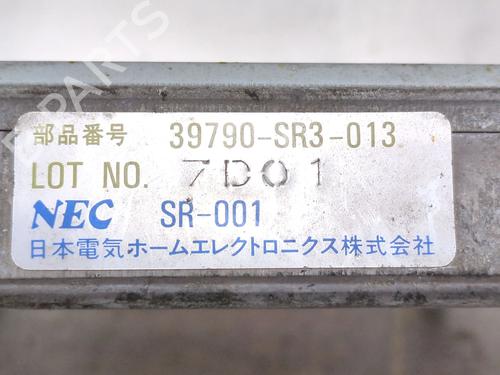 部品番号 39790-SR3-013
LOT NO. 7D01
NEC SR-001
日本電気ホームエレクトロニクス株式会社